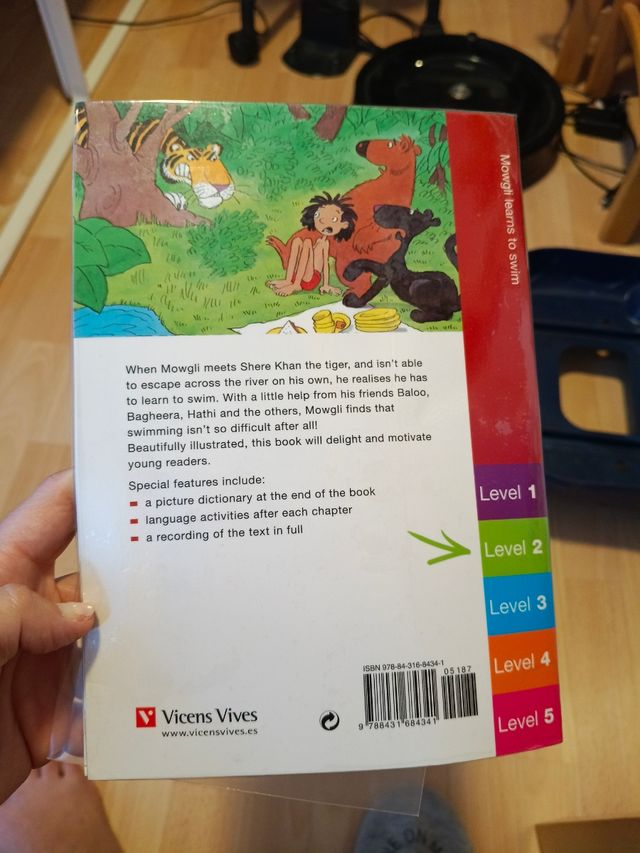 Mowgli learns to swim
When Mowgli meets Shere Khan the tiger, and isn't able
to escape across the river on his own, he realises he has
to learn to swim. With a little help from his friends Baloo,
Bagheera, Hathi and the others, Mowgli finds that
swimming isn't so difficult after all!
Beautifully illustrated, this book will delight and motivate
young readers.
Special features include:
a picture dictionary at the end of the book
language activities after each chapter
a recording of the text in full
Level 1
Level 2
Level 3
Level 4
Level 5
ISBN 978-84-316-8434-1
05187
9 788431 684341
Vicens Vives
www.vicensvives.es